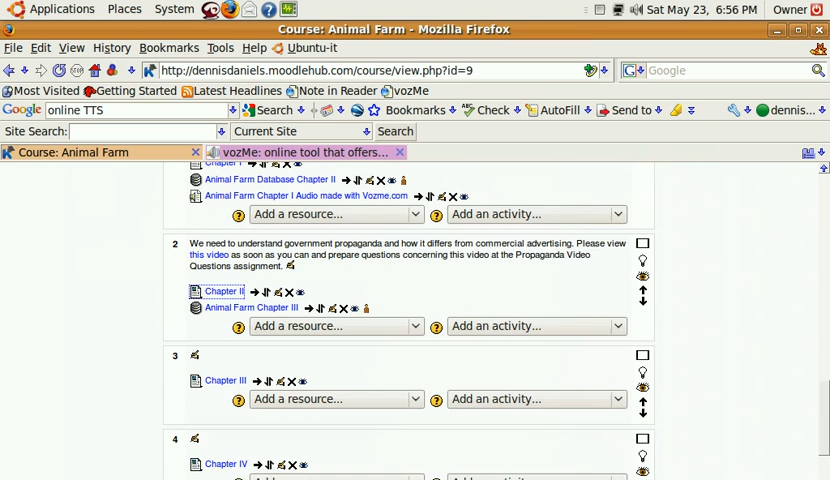 Applications Places System Sat May 23, 6:56 PM Owner
Course: Animal Farm - Mozilla Firefox
File Edit View History Bookmarks Tools Help Ubuntu-it
http://dennisdaniels.moodlehub.com/course/view.php?id=9 Google
Most Visited Getting Started Latest Headlines Note in Reader vozMe
Google online TTS Search Bookmarks Check AutoFill Send to dennis...
Site Search: Current Site Search
Course: Animal Farm vozMe: online tool that offers...
Chapter I
Animal Farm Database Chapter II
Animal Farm Chapter I Audio made with Vozme.com
Add a resource... Add an activity...
2 We need to understand government propaganda and how it differs from commercial advertising. Please view
this video as soon as you can and prepare questions concerning this video at the Propaganda Video
Questions assignment.
Chapter II
Animal Farm Chapter III
Add a resource... Add an activity...
3
Chapter III
Add a resource... Add an activity...
4
Chapter IV
Add a resource... Add an activity...